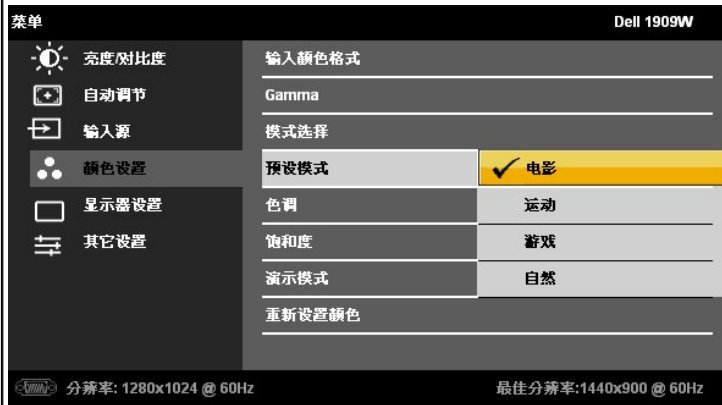 菜单
Dell 1909W
亮度/对比度
自动调节
输入源
颜色设置
显示器设置
其它设置
输入颜色格式
Gamma
模式选择
预设模式
色调
饱和度
演示模式
重新设置颜色
电影
运动
游戏
自然
分辨率: 1280x1024 @ 60Hz
最佳分辨率:1440x900 @ 60Hz